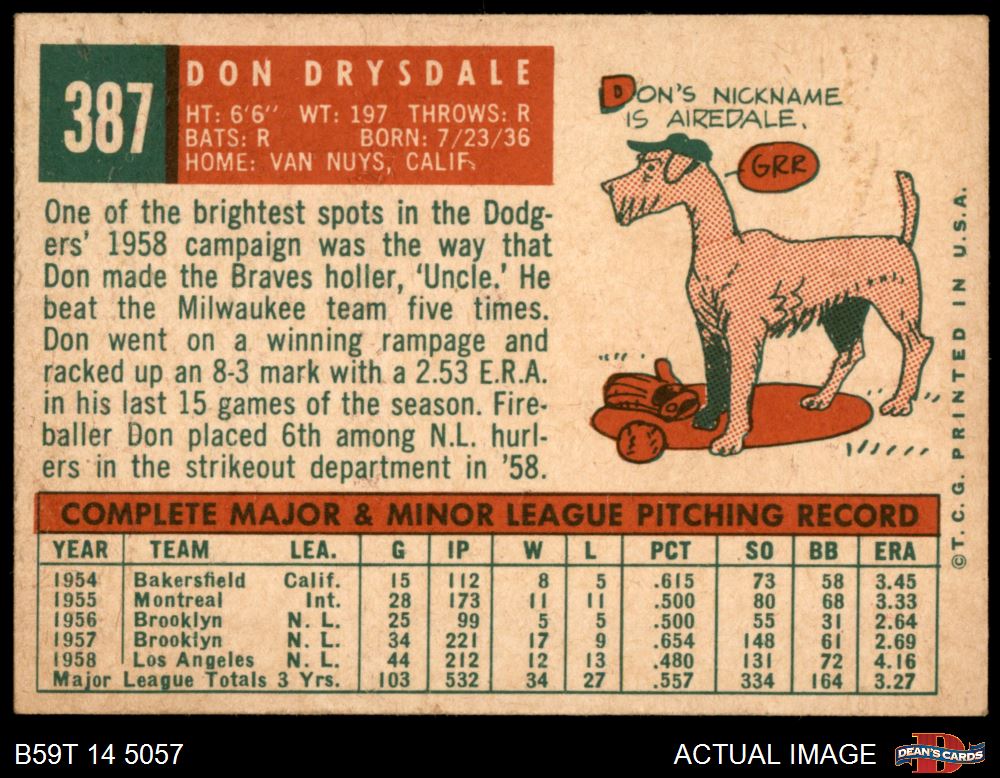 387
DON DRYSDALE
HT: 6'6" WT: 197 THROWS: R
BATS: R BORN: 7/23/36
HOME: VAN NUYS, CALIF.
DON'S NICKNAME
IS AIREDALE.
GRR
One of the brightest spots in the Dodg-
ers' 1958 campaign was the way that
Don made the Braves holler, 'Uncle.' He
beat the Milwaukee team five times.
Don went on a winning rampage and
racked up an 8-3 mark with a 2.53 E.R.A.
in his last 15 games of the season. Fire-
baller Don placed 6th among N.L. hurl-
ers in the strikeout department in '58.
©T.C.G. PRINTED IN U.S.A.
COMPLETE MAJOR & MINOR LEAGUE PITCHING RECORD
YEAR TEAM LEA. G IP W L PCT SO BB ERA
1954 Bakersfield Calif. 15 112 8 5 .615 73 58 3.45
1955 Montreal Int. 28 173 11 11 .500 80 68 3.33
1956 Brooklyn N. L. 25 99 5 5 .500 55 31 2.64
1957 Brooklyn N. L. 34 221 17 9 .654 148 61 2.69
1958 Los Angeles N. L. 44 212 12 13 .480 131 72 4.16
Major League Totals 3 Yrs. 103 532 34 27 .557 334 164 3.27
B59T 14 5057
ACTUAL IMAGE
DEAN'S CARDS